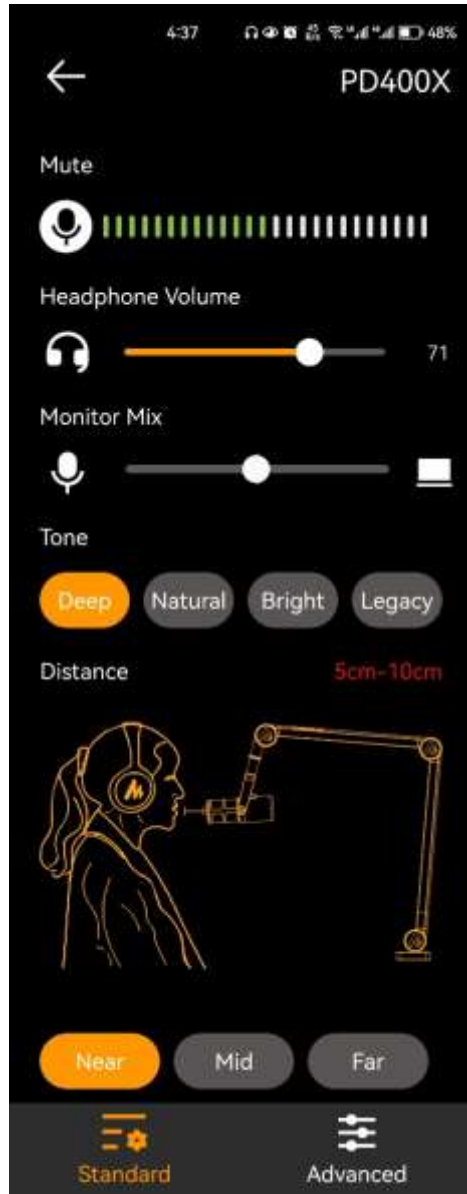 4:37 48%
PD400X
Mute
Headphone Volume
71
Monitor Mix
Tone
Deep Natural Bright Legacy
Distance 5cm-10cm
Near Mid Far
Standard Advanced